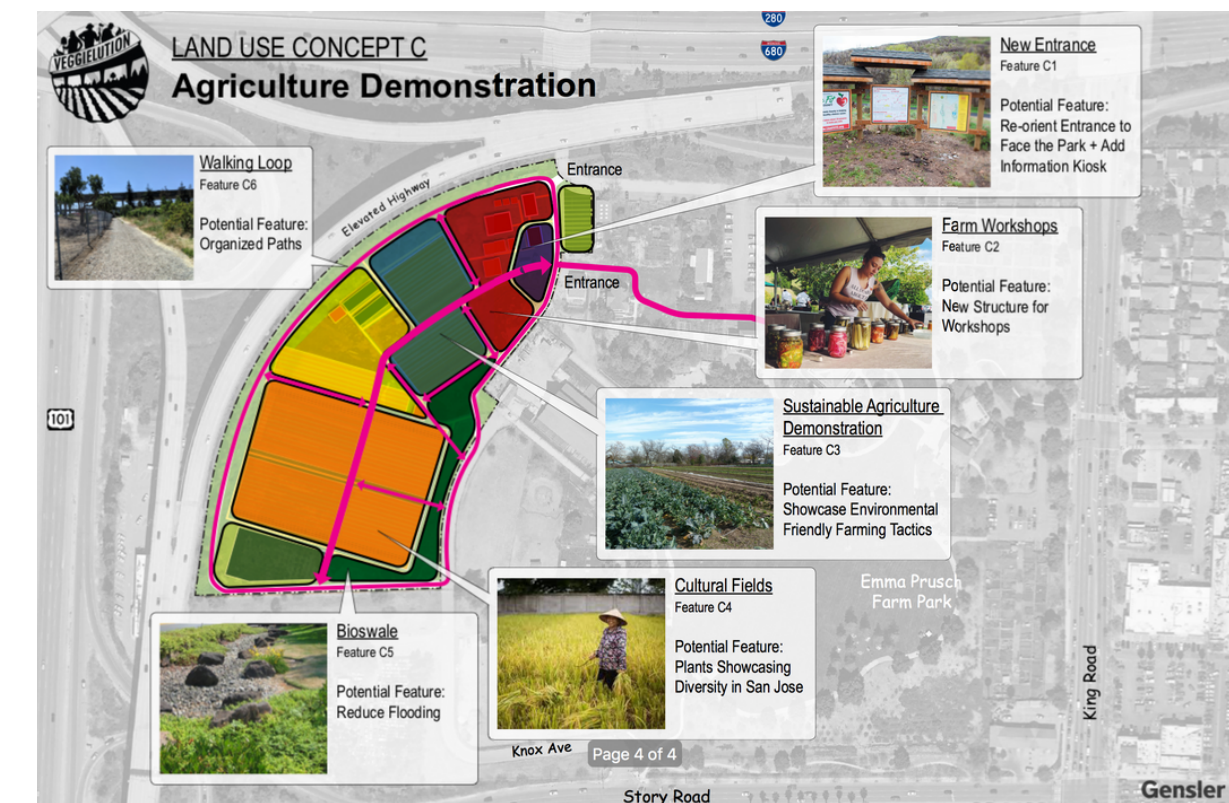 VEGGIELUTION
LAND USE CONCEPT C
Agriculture Demonstration
280
680
New Entrance
Feature C1
Potential Feature:
Re-orient Entrance to
Face the Park + Add
Information Kiosk
Walking Loop
Feature C6
Potential Feature:
Organized Paths
Elevated Highway
Entrance
Entrance
Farm Workshops
Feature C2
Potential Feature:
New Structure for
Workshops
101
Sustainable Agriculture
Demonstration
Feature C3
Potential Feature:
Showcase Environmental
Friendly Farming Tactics
Cultural Fields
Feature C4
Potential Feature:
Plants Showcasing
Diversity in San Jose
Emma Prusch
Farm Park
Bioswale
Feature C5
Potential Feature:
Reduce Flooding
King Road
Knox Ave
Page 4 of 4
Story Road
Gensler